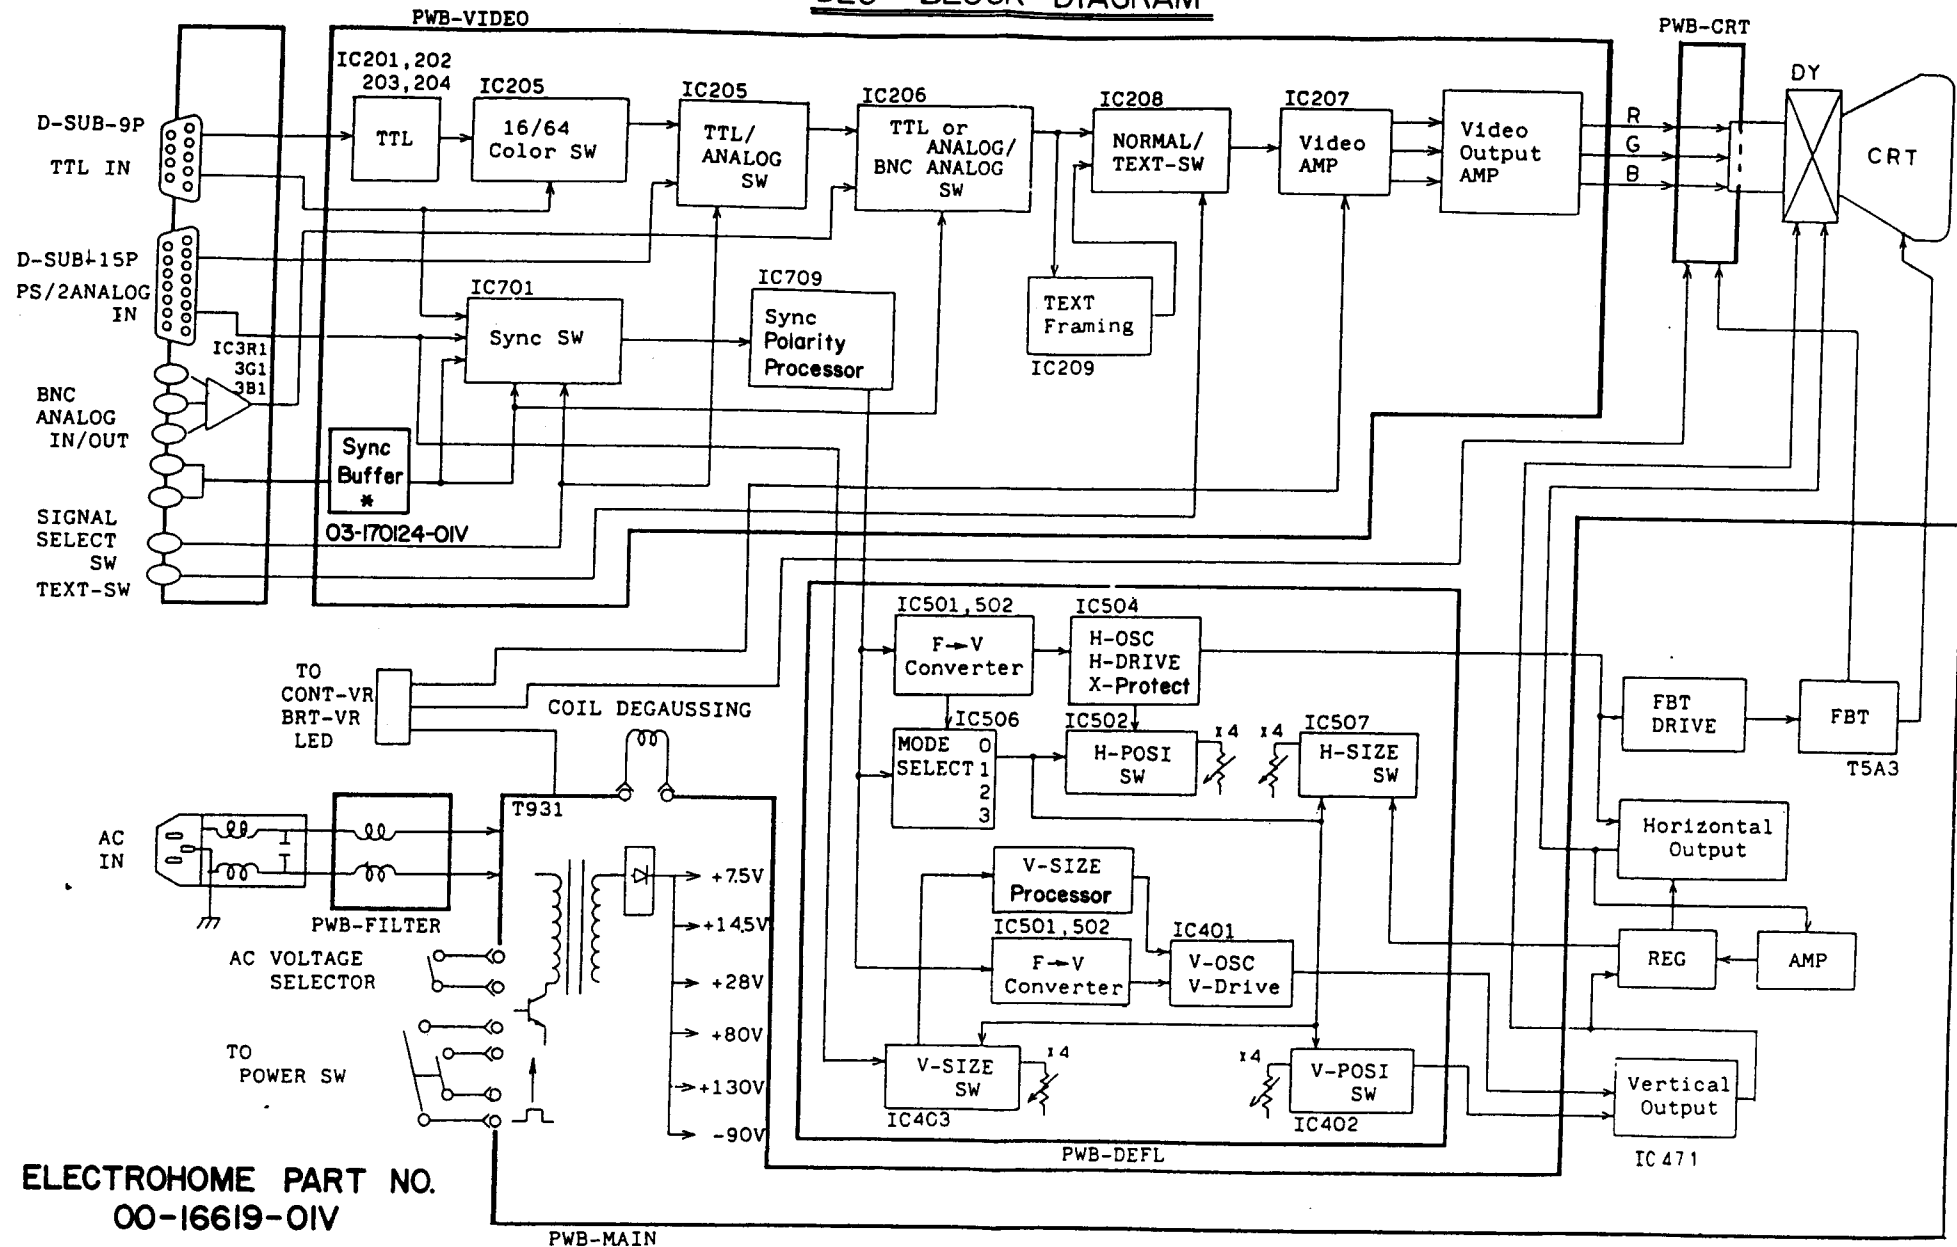 BLOCK DIAGRAM
PWB-VIDEO
PWB-CRT
IC201,202
203,204
IC205
IC205
IC206
IC208
IC207
DY
D-SUB-9P
TTL IN
TTL
16/64
Color SW
TTL/
ANALOG
SW
TTL or
ANALOG/
BNC ANALOG
SW
NORMAL/
TEXT-SW
Video
AMP
Video
Output
AMP
R
G
B
CRT
D-SUB-15P
PS/2ANALOG
IN
IC701
Sync SW
IC709
Sync
Polarity
Processor
TEXT
Framing
IC209
IC3R1
3G1
3B1
BNC
ANALOG
IN/OUT
Sync
Buffer
*
03-170124-01V
SIGNAL
SELECT
SW
TEXT-SW
IC501,502
F→V
Converter
IC504
H-OSC
H-DRIVE
X-Protect
TO
CONT-VR
BRT-VR
LED
COIL DEGAUSSING
IC506
MODE
SELECT
0
1
2
3
IC502
H-POSI
SW
x4
x4
IC507
H-SIZE
SW
FBT
DRIVE
FBT
T5A3
T931
AC
IN
PWB-FILTER
Horizontal
Output
V-SIZE
Processor
IC501,502
F→V
Converter
IC401
V-OSC
V-Drive
REG
AMP
+7.5V
+14.5V
+28V
+80V
+130V
-90V
AC VOLTAGE
SELECTOR
TO
POWER SW
V-SIZE
SW
IC403
x4
x4
V-POSI
SW
IC402
Vertical
Output
IC471
PWB-DEFL
ELECTROHOME PART NO.
00-16619-01V
PWB-MAIN